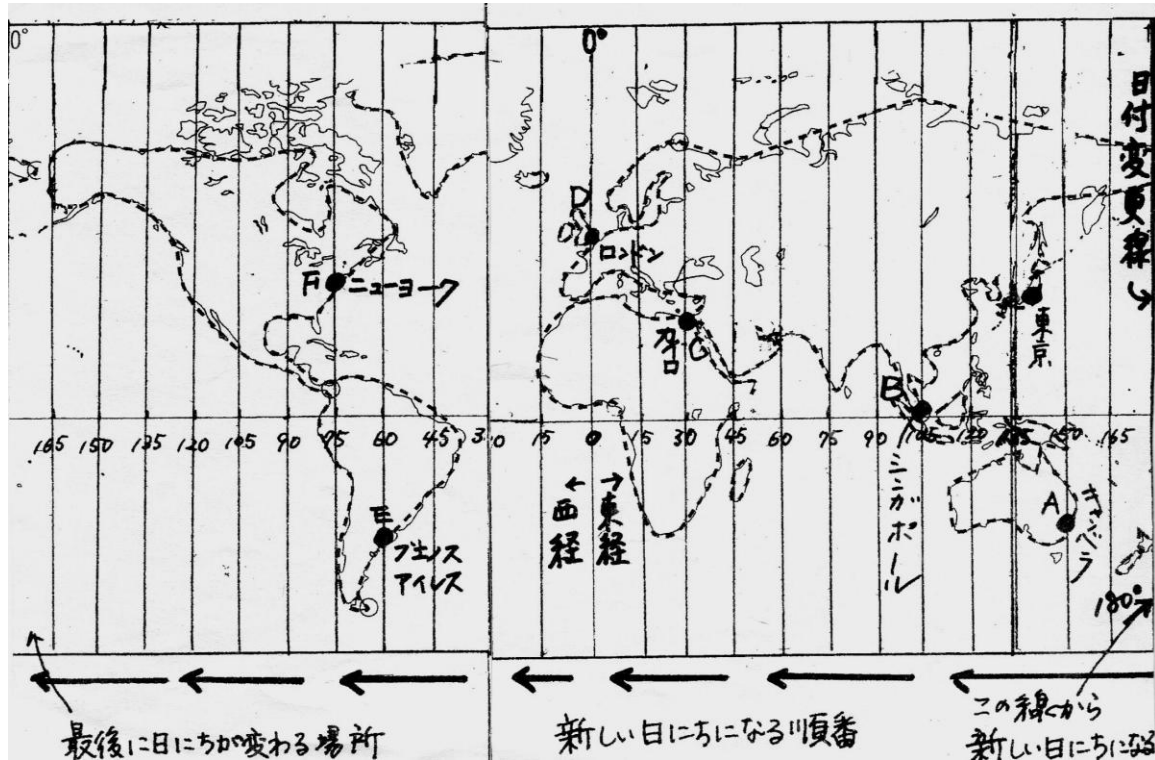 0°
0°
日付変更線
D
ロンドン
F ニューヨーク
カイロ
C
東京
B
165 150 135 120 105 90 75 60 45 3
15 0 15 30 45 60 75 90 105 120 135 150 165
←
西経
→
東経
シンガポール
A
キャンベラ
E
ブエノス
アイレス
180°
最後に日にちが変わる場所
新しい日にちになる順番
この線から
新しい日にちになる